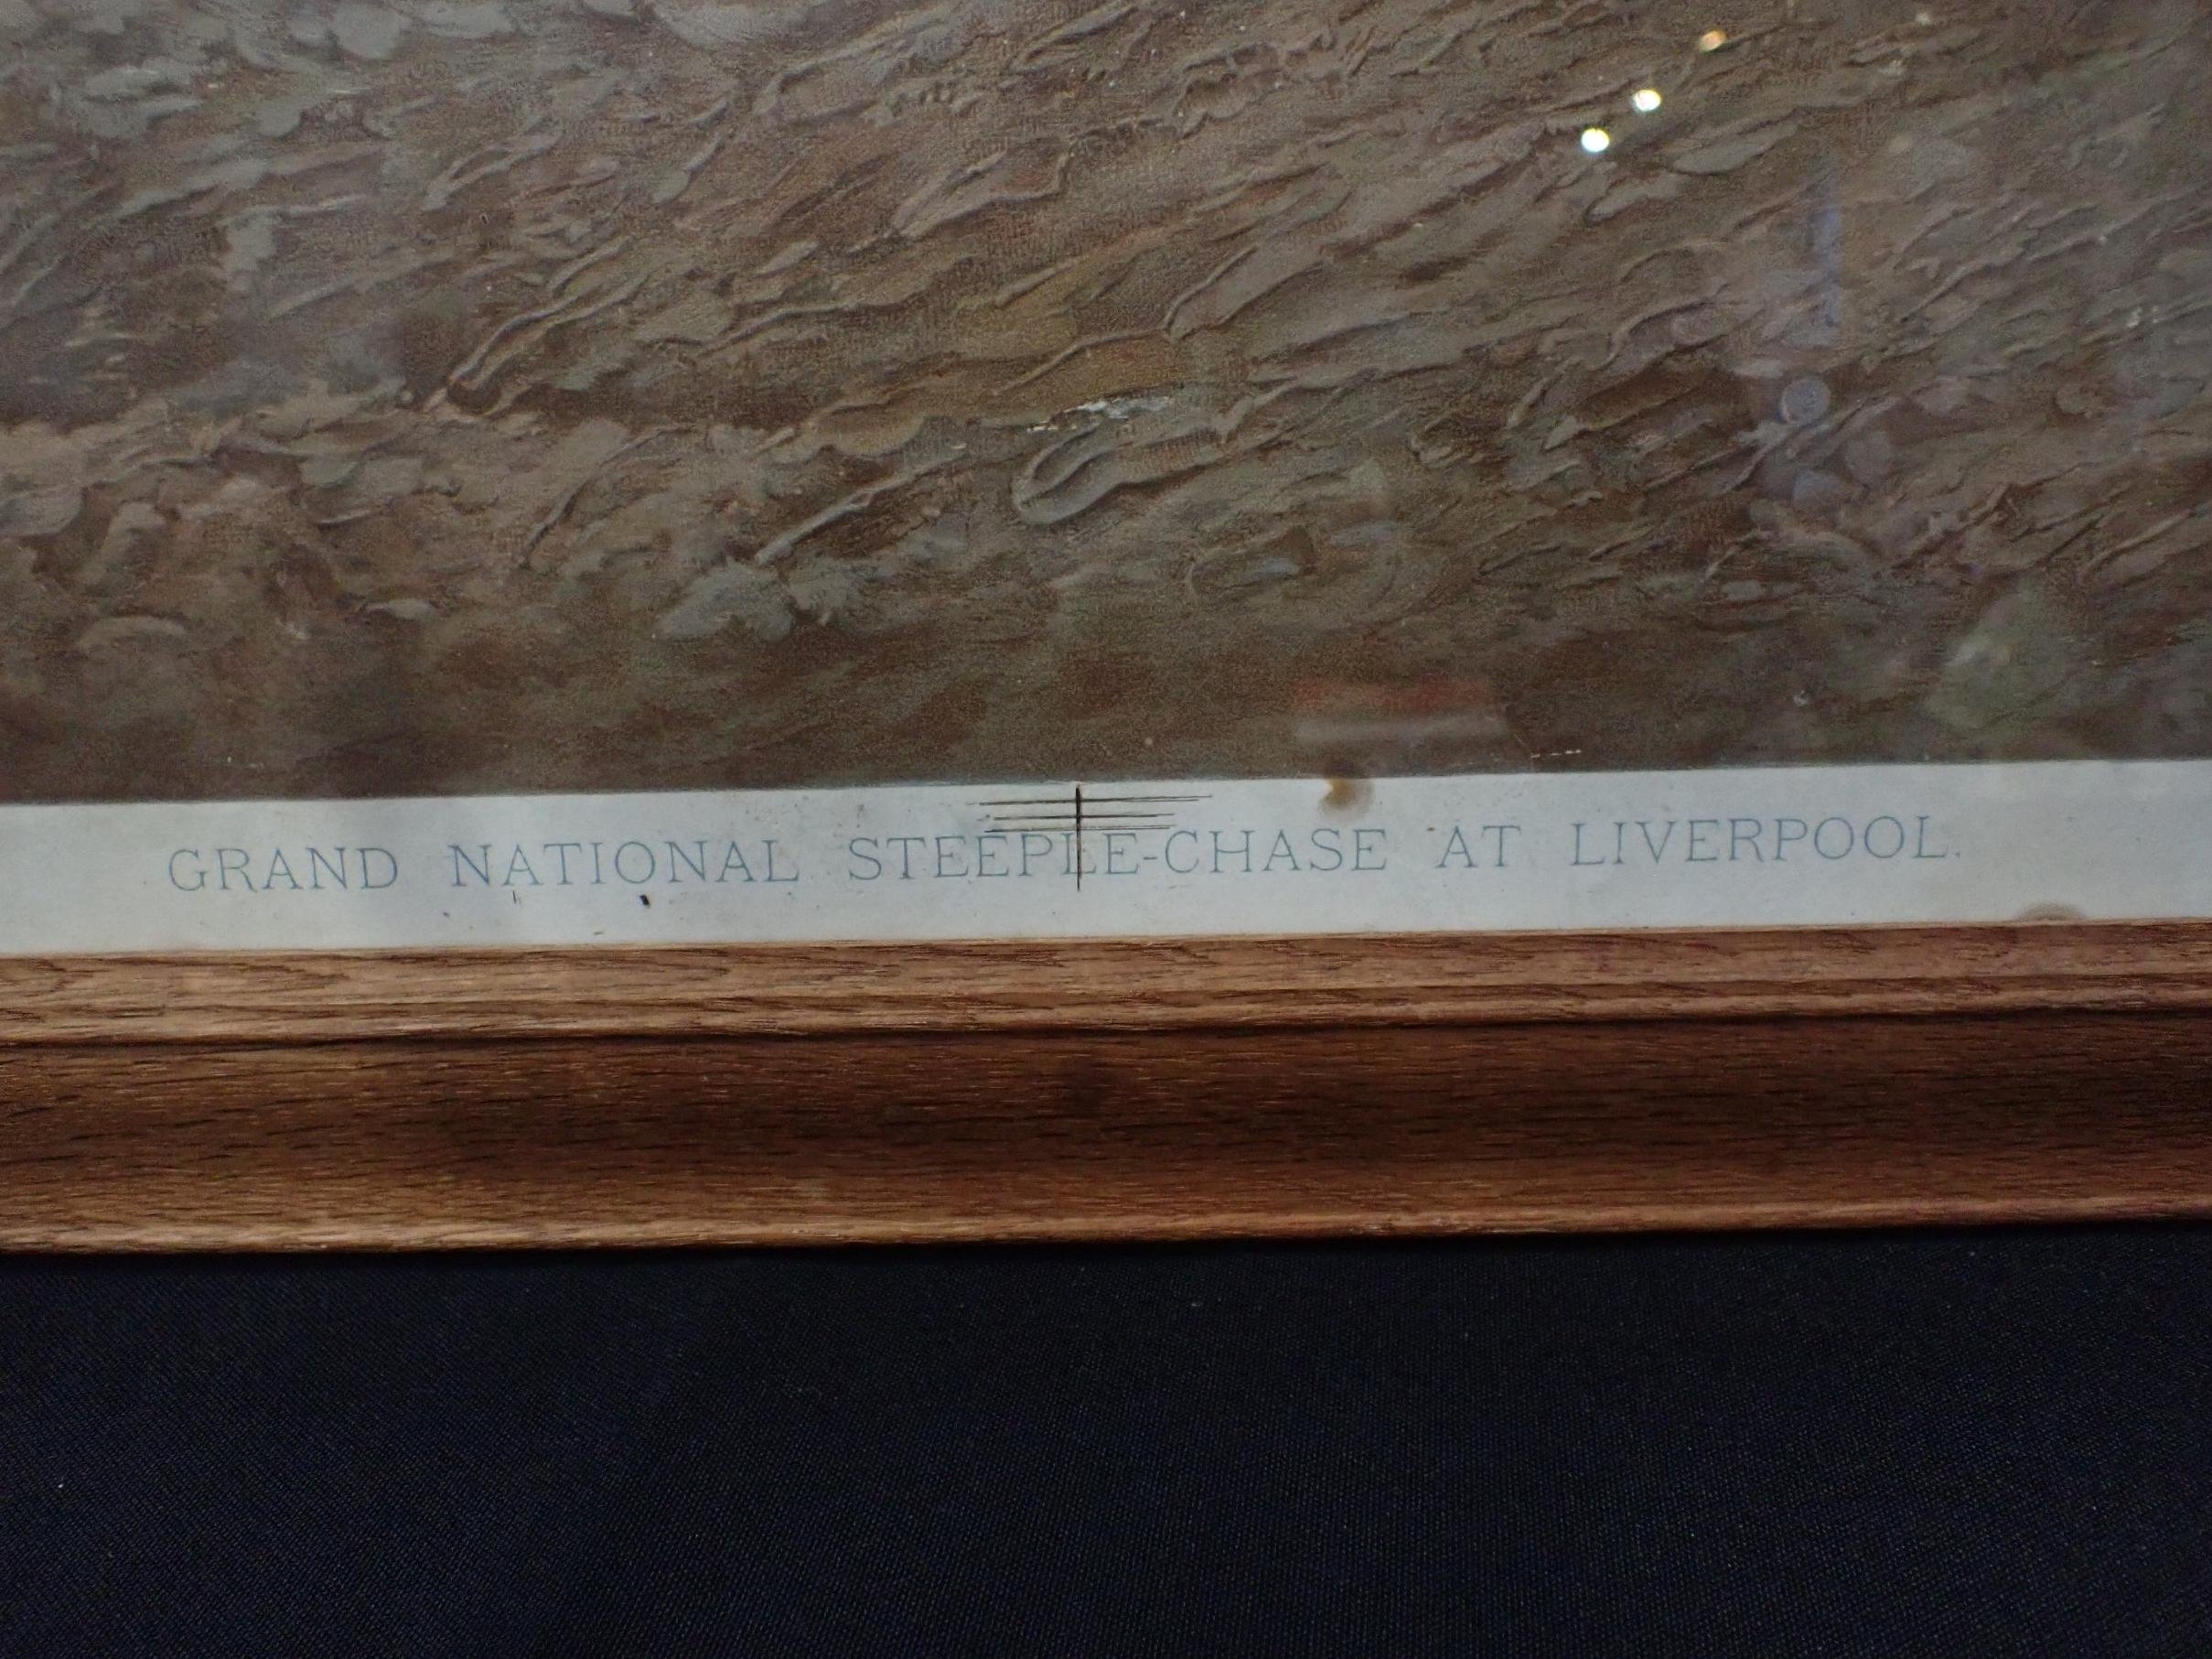 GRAND NATIONAL STEEPLE-CHASE AT LIVERPOOL.